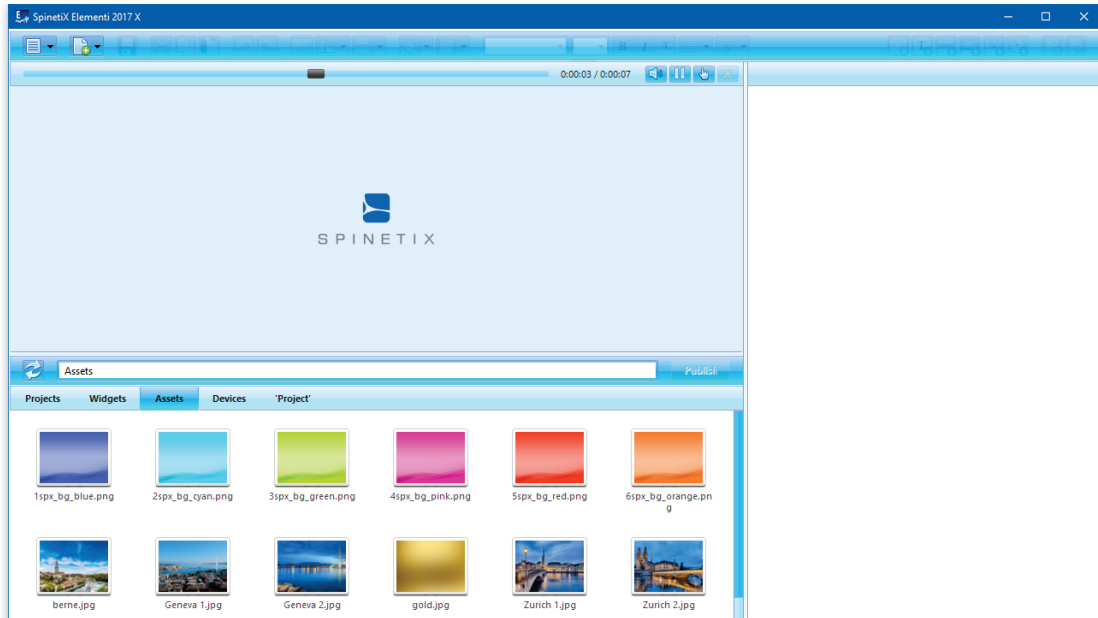 SpinetiX Elementi 2017 X
B I T
0:00:03 / 0:00:07
SPINETIX
Assets
Publish
Projects Widgets Assets Devices 'Project'
1spx_bg_blue.png 2spx_bg_cyan.png 3spx_bg_green.png 4spx_bg_pink.png 5spx_bg_red.png 6spx_bg_orange.pn
g
berne.jpg Geneva 1.jpg Geneva 2.jpg gold.jpg Zurich 1.jpg Zurich 2.jpg